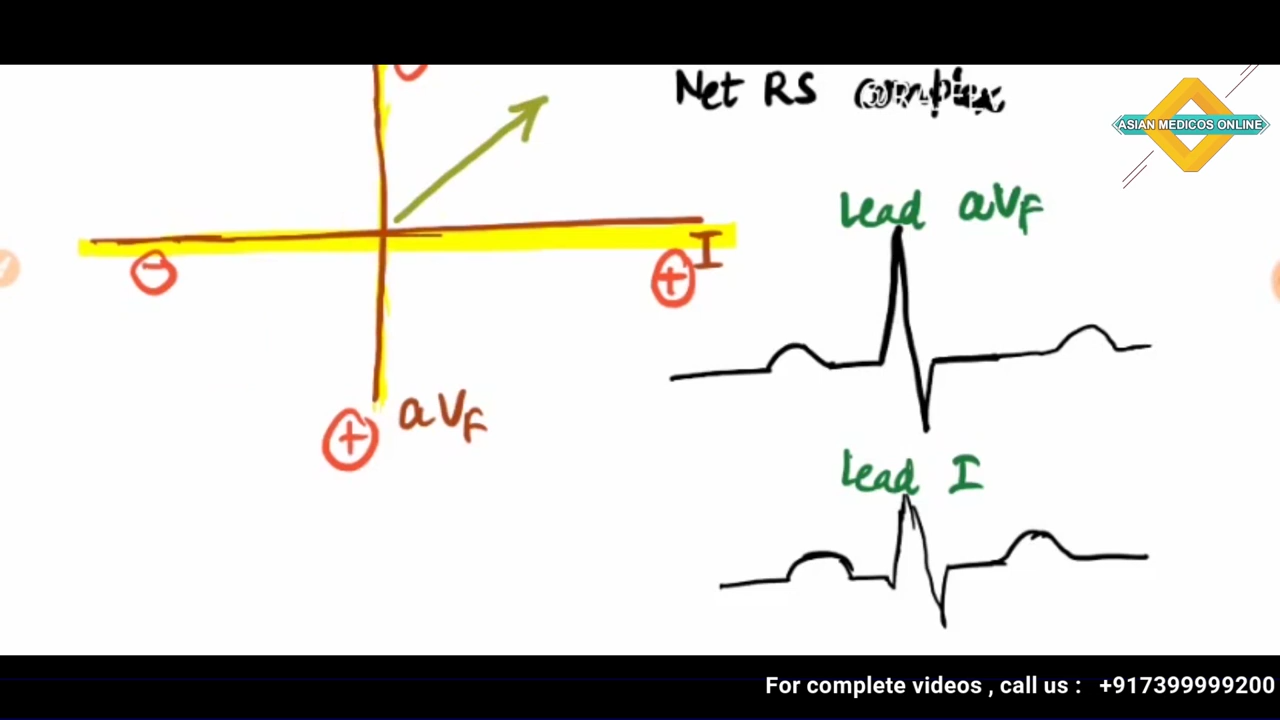 Net RS
ASIAN MEDICOS ONLINE
Lead aVF
I
aVF
Lead I
For complete videos , call us : +917399999200